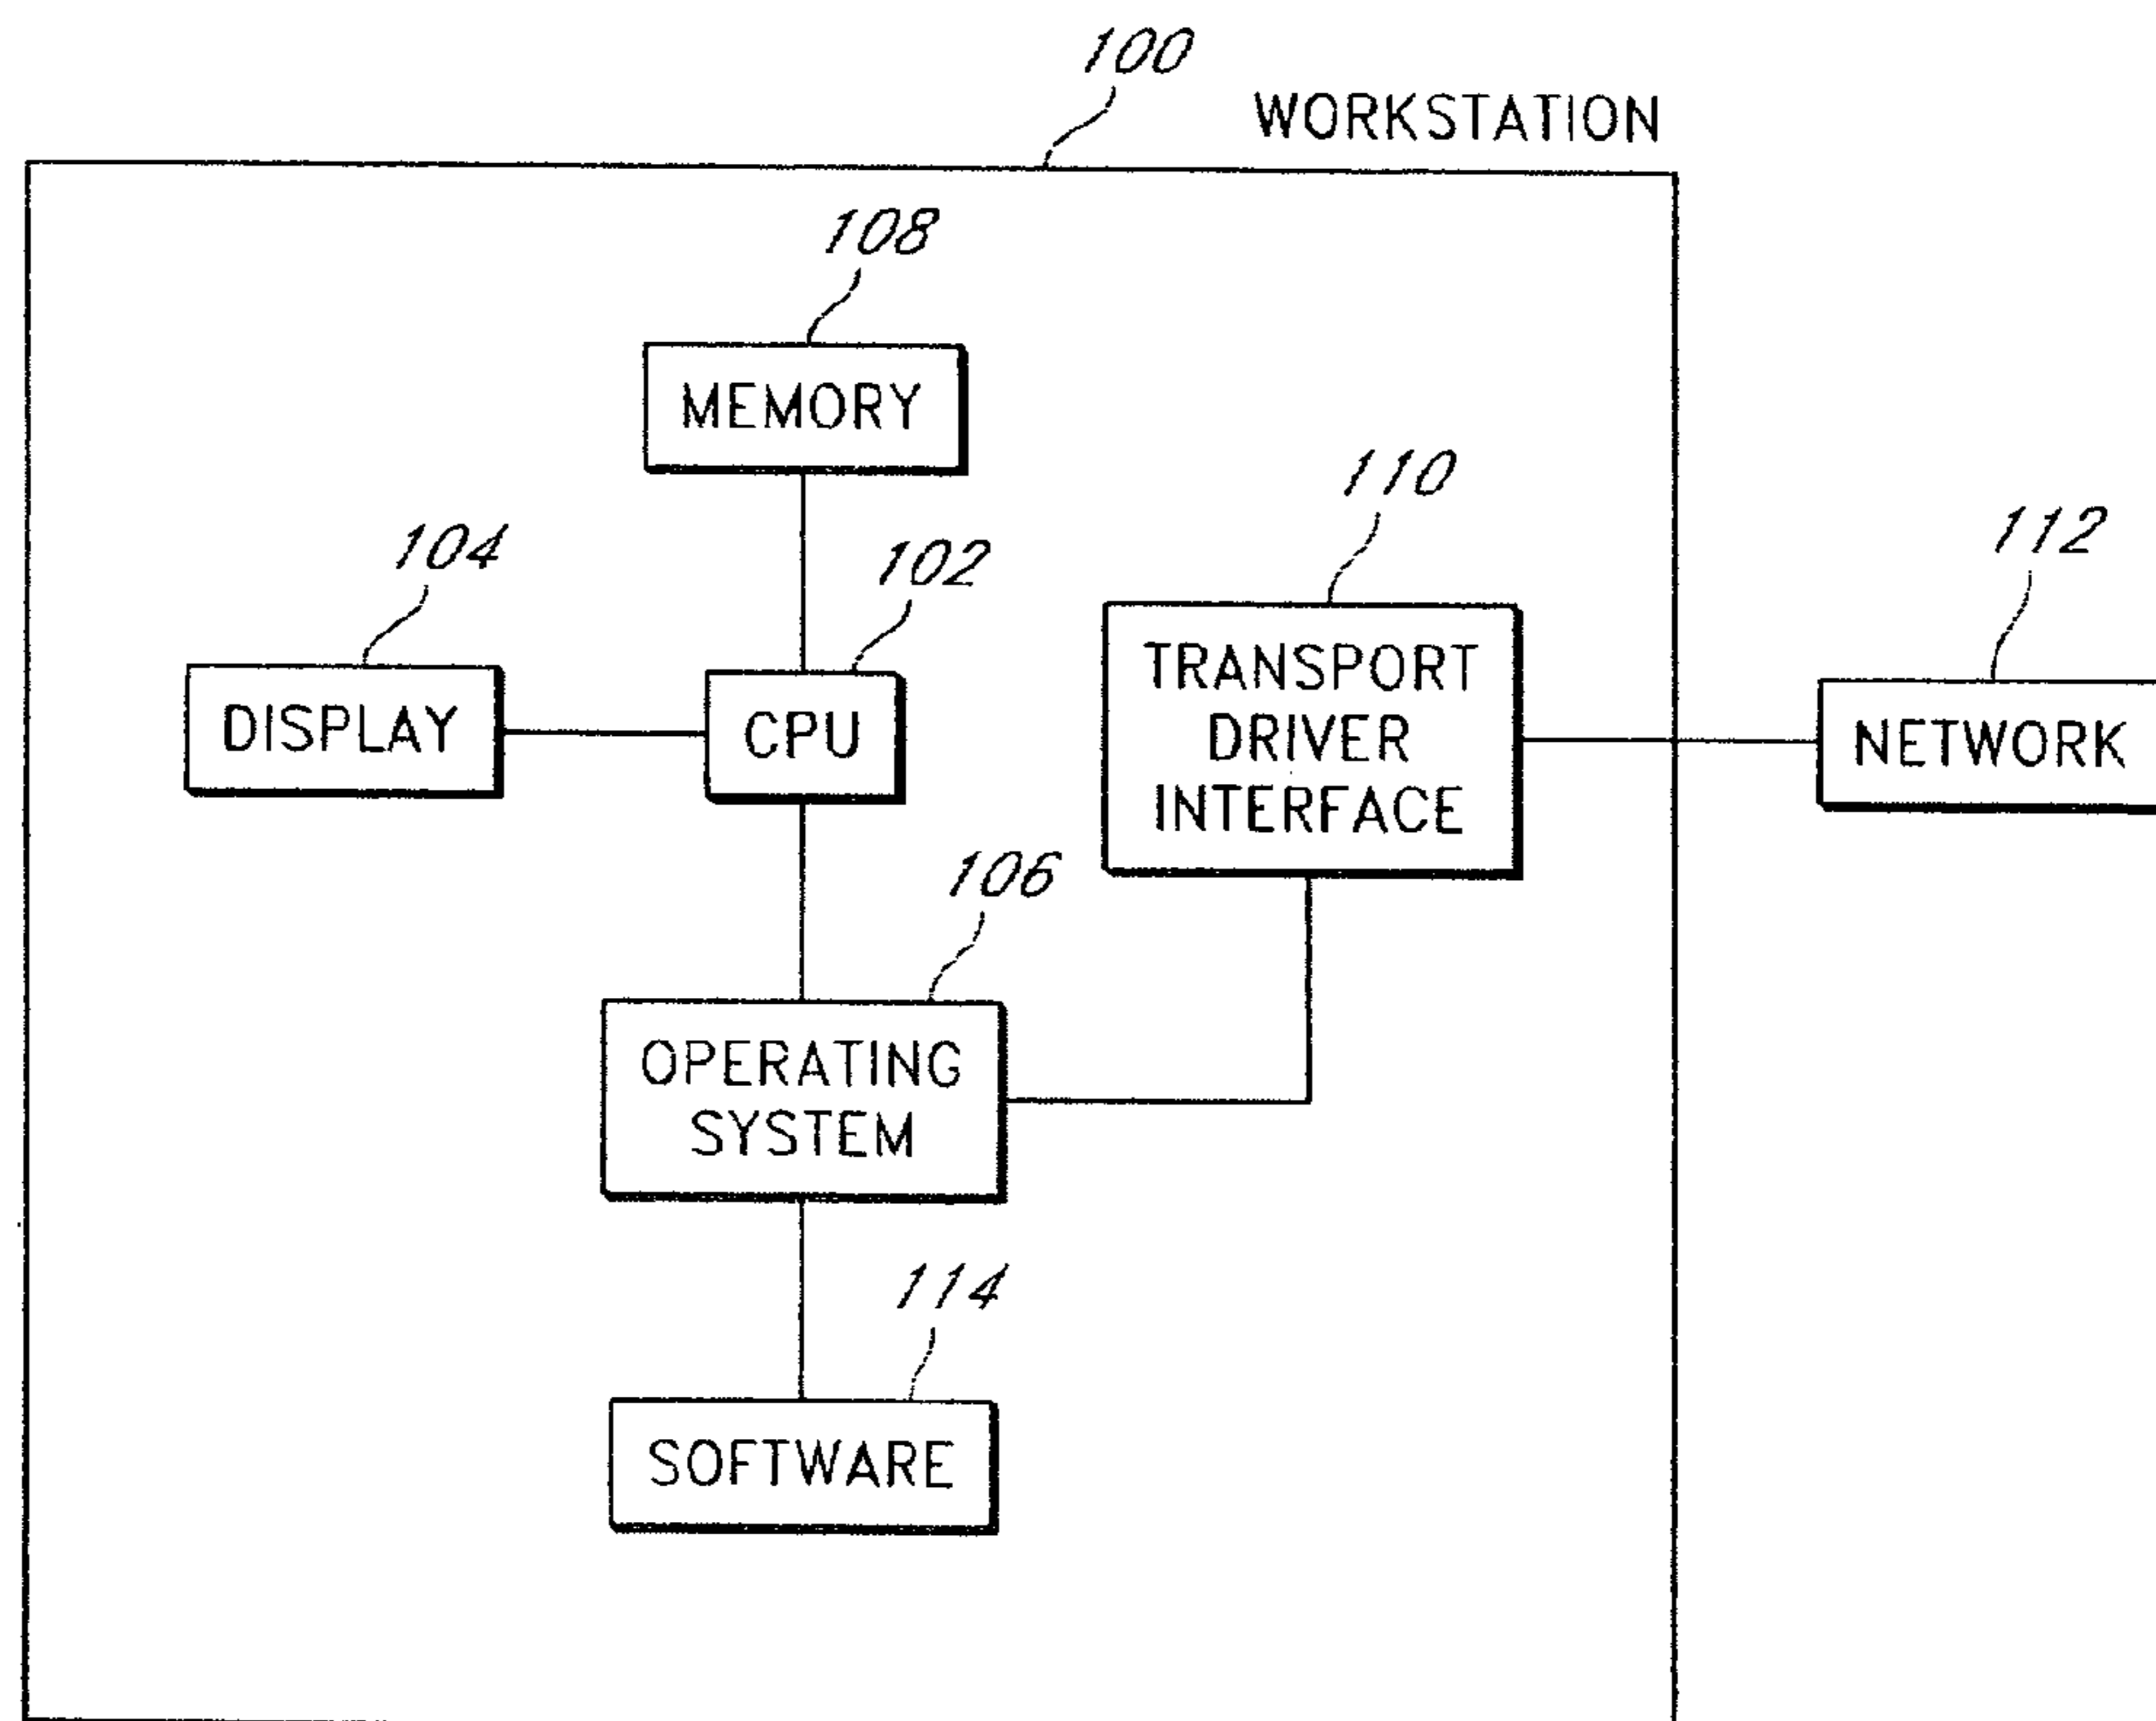 100
WORKSTATION
108
MEMORY
110
112
104
102
TRANSPORT
DRIVER
INTERFACE
DISPLAY
CPU
NETWORK
106
OPERATING
SYSTEM
114
SOFTWARE